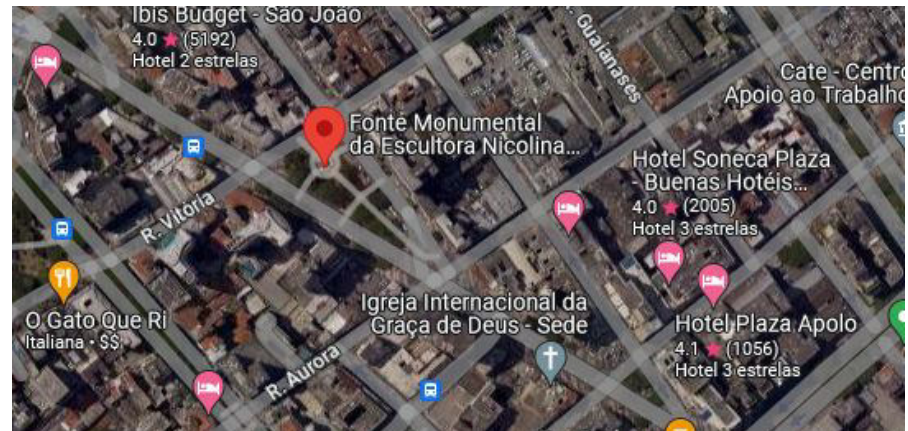 Ibis Budget - São João
4.0 ★ (5192)
Hotel 2 estrelas
R. Guaianases
Cate - Centro
Apoio ao Trabalho
Fonte Monumental
da Escultora Nicolina...
Hotel Soneca Plaza
- Buenas Hotéis...
4.0 ★ (2005)
Hotel 3 estrelas
R. Vitória
O Gato Que Ri
Italiana • $$
Igreja Internacional da
Graça de Deus - Sede
Hotel Plaza Apolo
4.1 ★ (1056)
Hotel 3 estrelas
R. Aurora